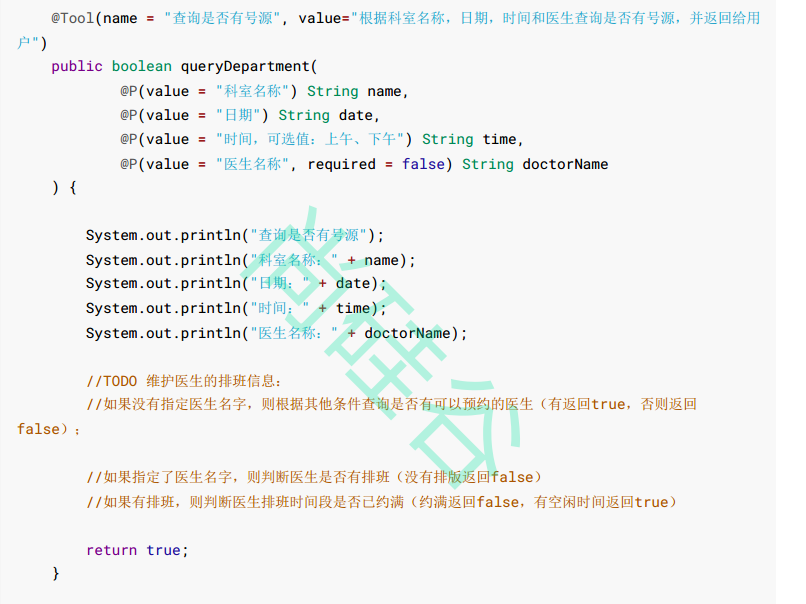 @Tool(name = "查询是否有号源", value="根据科室名称，日期，时间和医生查询是否有号源，并返回给用
户")
public boolean queryDepartment(
@P(value = "科室名称") String name,
@P(value = "日期") String date,
@P(value = "时间，可选值：上午、下午") String time,
@P(value = "医生名称", required = false) String doctorName
) {
System.out.println("查询是否有号源");
System.out.println("科室名称：" + name);
System.out.println("日期：" + date);
System.out.println("时间：" + time);
System.out.println("医生名称：" + doctorName);
//TODO 维护医生的排班信息：
//如果没有指定医生名字，则根据其他条件查询是否有可以预约的医生（有返回true，否则返回
false）；
//如果指定了医生名字，则判断医生是否有排班（没有排版返回false）
//如果有排班，则判断医生排班时间段是否已约满（约满返回false，有空闲时间返回true）
return true;
}
尚硅谷